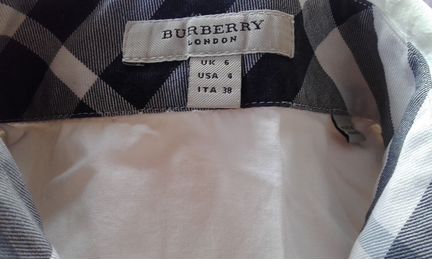 BURBERRY
LONDON
UK 6
USA 4
ITA 38